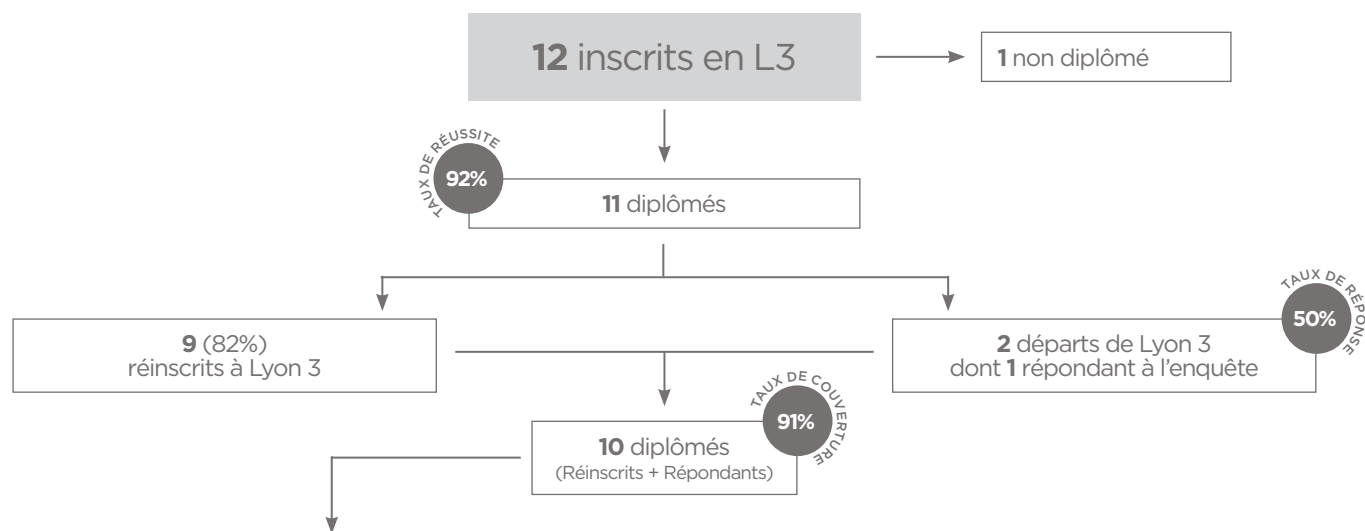 12 inscrits en L3
1 non diplômé
TAUX DE RÉUSSITE
92%
11 diplômés
9 (82%)
réinscrits à Lyon 3
TAUX DE RÉPONSE
50%
2 départs de Lyon 3
dont 1 répondant à l'enquête
TAUX DE COUVERTURE
91%
10 diplômés
(Réinscrits + Répondants)